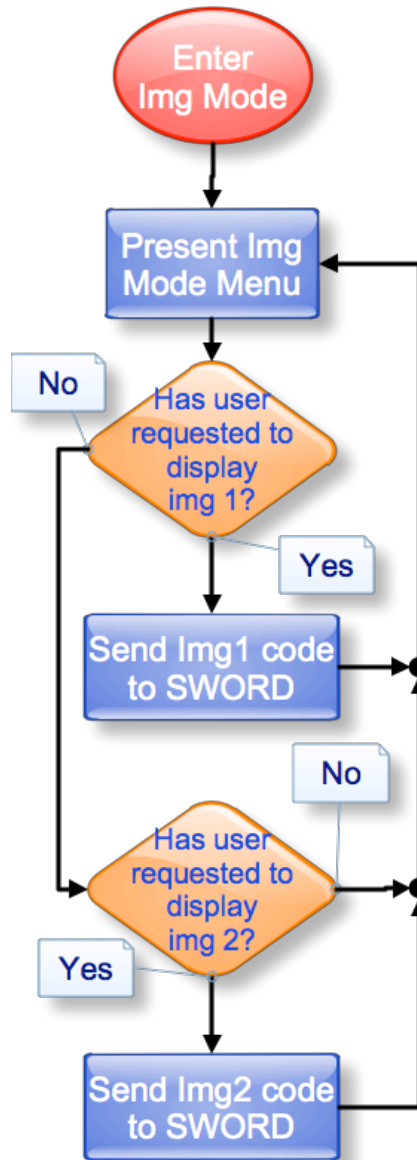 Enter
Img Mode
Present Img
Mode Menu
No
Has user
requested to
display
img 1?
Yes
Send Img1 code
to SWORD
No
Has user
requested to
display
img 2?
Yes
Send Img2 code
to SWORD